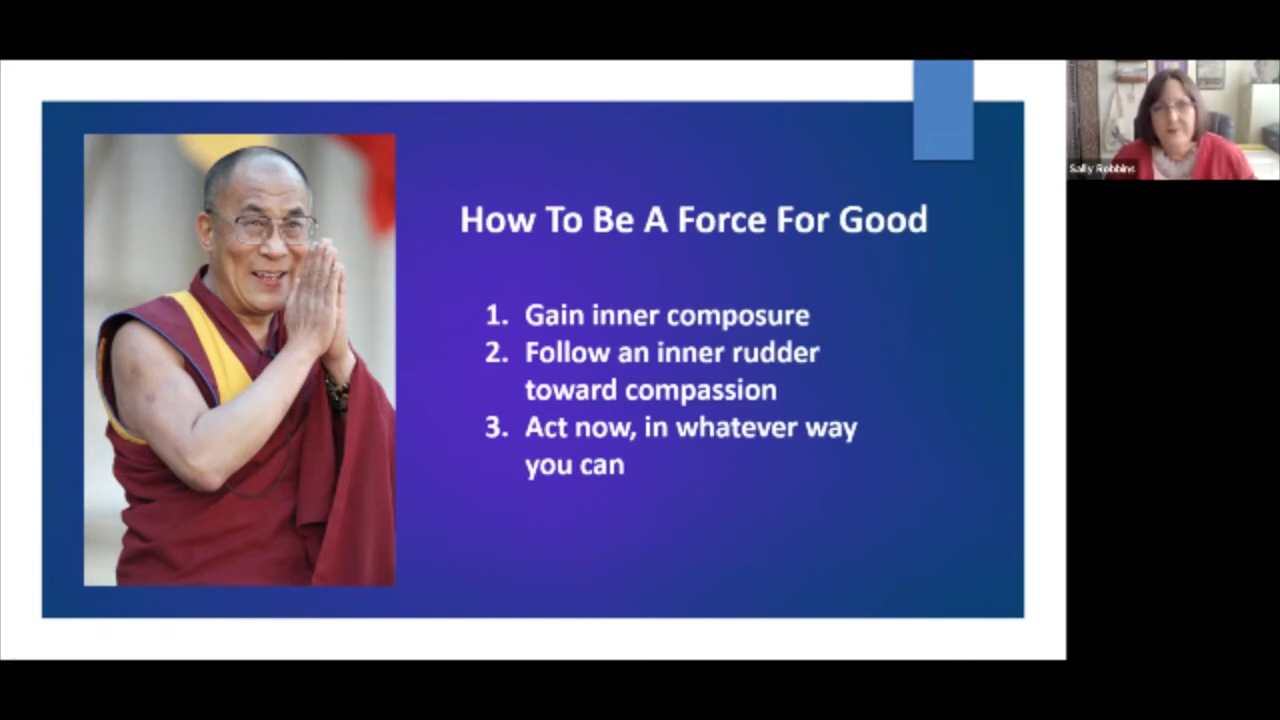 How To Be A Force For Good
1. Gain inner composure
2. Follow an inner rudder
toward compassion
3. Act now, in whatever way
you can
Sally Robbins